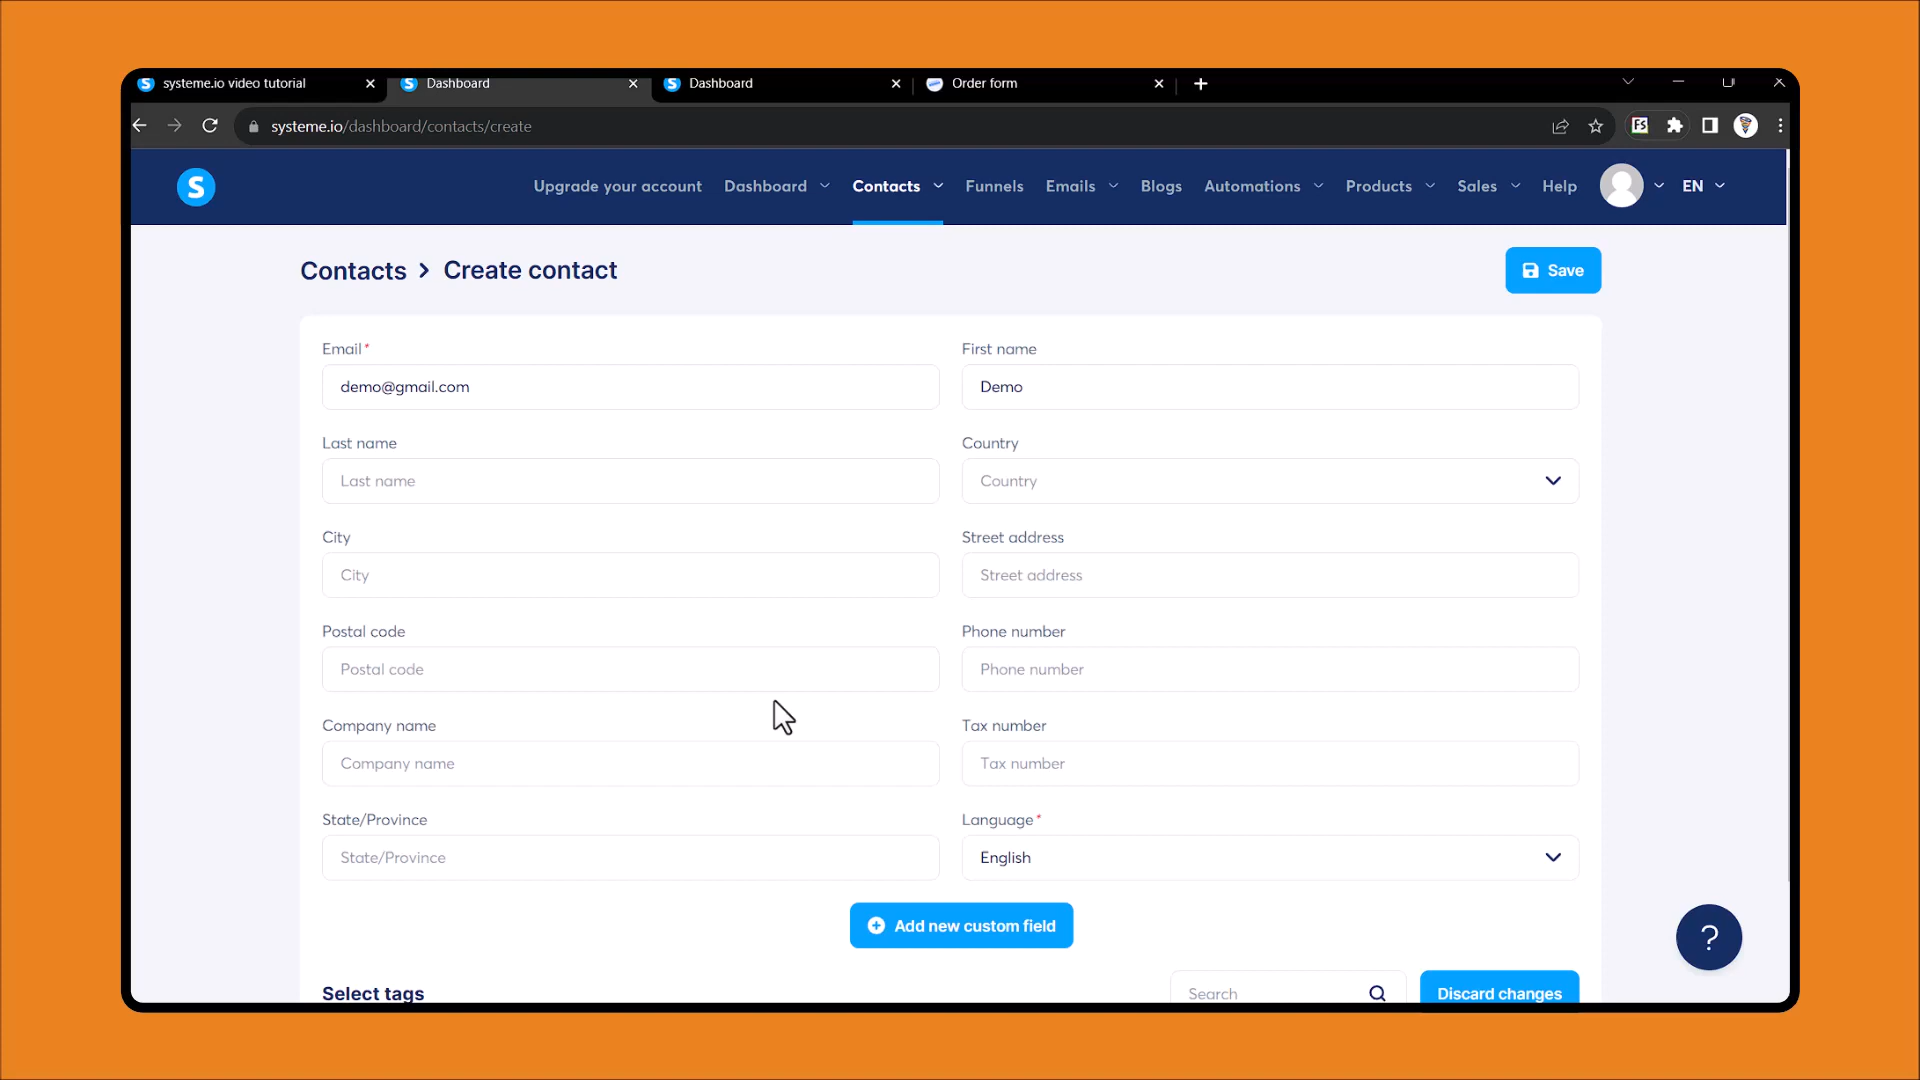 systeme.io video tutorial
Dashboard
Dashboard
Order form
systeme.io/dashboard/contacts/create
FS
S
Upgrade your account
Dashboard
Contacts
Funnels
Emails
Blogs
Automations
Products
Sales
Help
EN
Contacts > Create contact
Save
Email*
First name
demo@gmail.com
Demo
Last name
Country
Last name
Country
City
Street address
City
Street address
Postal code
Phone number
Postal code
Phone number
Company name
Tax number
Company name
Tax number
State/Province
Language*
State/Province
English
Add new custom field
?
Select tags
Search
Discard changes